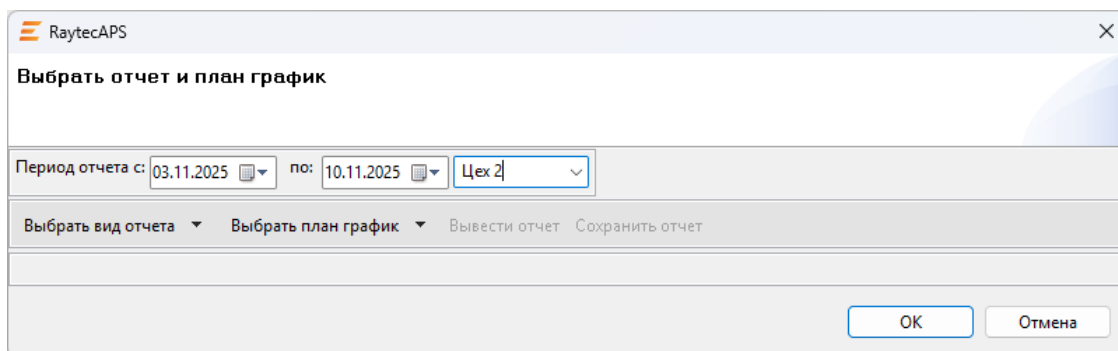 RaytecAPS
Выбрать отчет и план график
Период отчета с: 03.11.2025 по: 10.11.2025 Цех 2
Выбрать вид отчета Выбрать план график Вывести отчет Сохранить отчет
OK Отмена